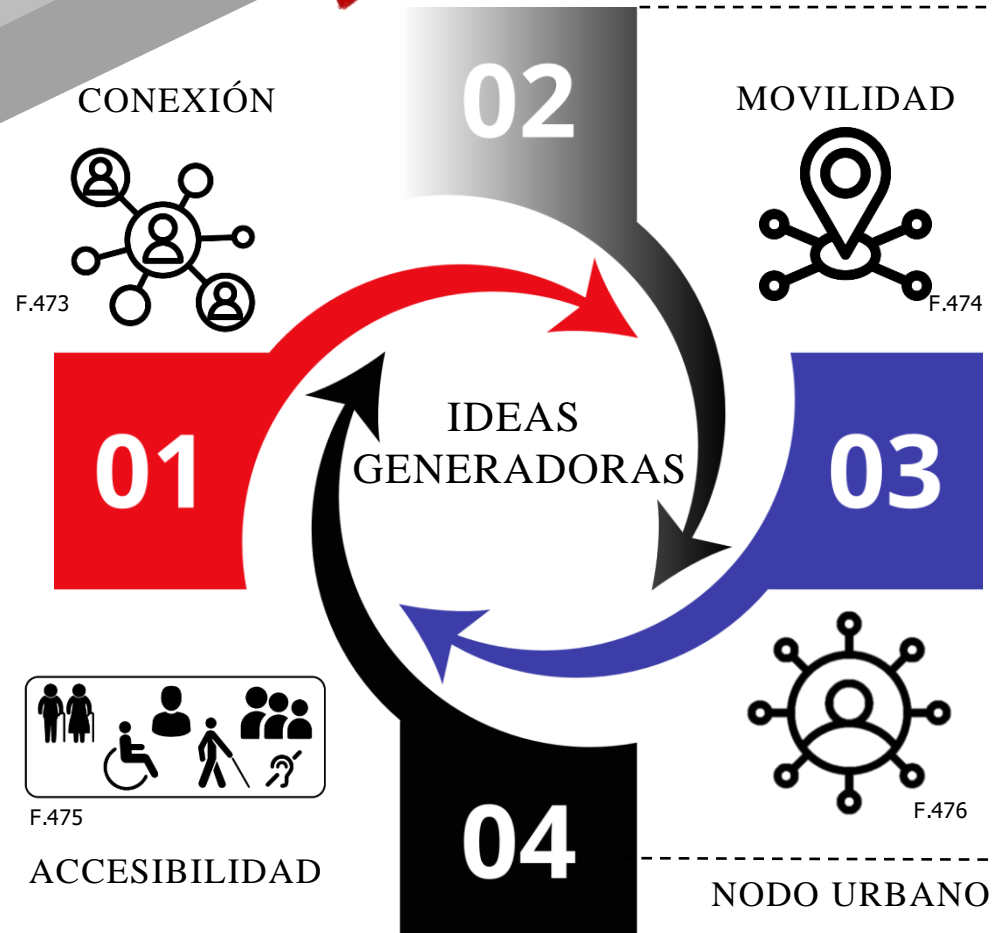 02
CONEXIÓN
MOVILIDAD
F.473
F.474
IDEAS
GENERADORAS
01
03
F.475
F.476
04
ACCESIBILIDAD
NODO URBANO